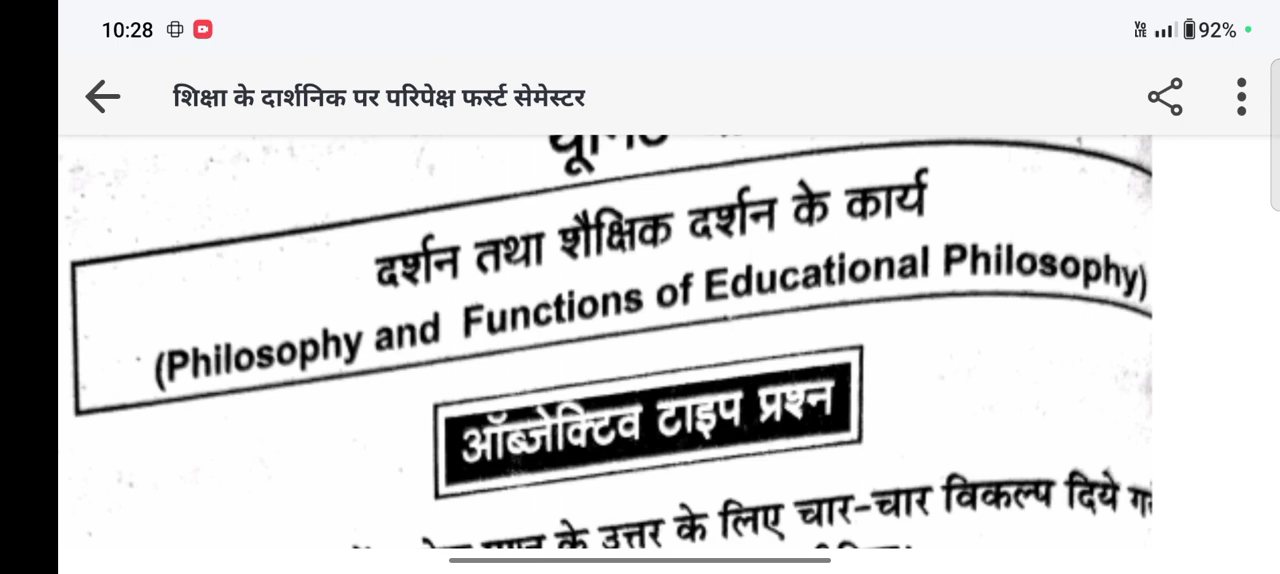 10:28
VoLTE 92%
शिक्षा के दार्शनिक पर परिपेक्ष फर्स्ट सेमेस्टर
दर्शन तथा शैक्षिक दर्शन के कार्य
(Philosophy and Functions of Educational Philosophy)
ऑब्जेक्टिव टाइप प्रश्न
के उत्तर के लिए चार-चार विकल्प दिये